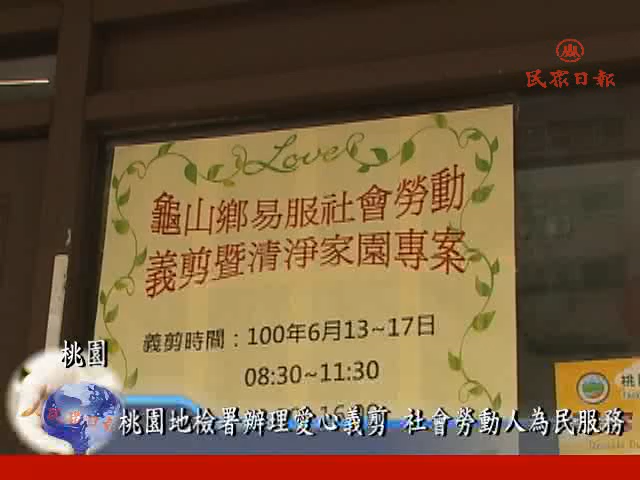 民眾日報
Love
龜山鄉易服社會勞動
義剪暨清淨家園專案
義剪時間：100年6月13~17日
08:30~11:30
桃園
桃園地檢署辦理愛心義剪 社會勞動人為民服務